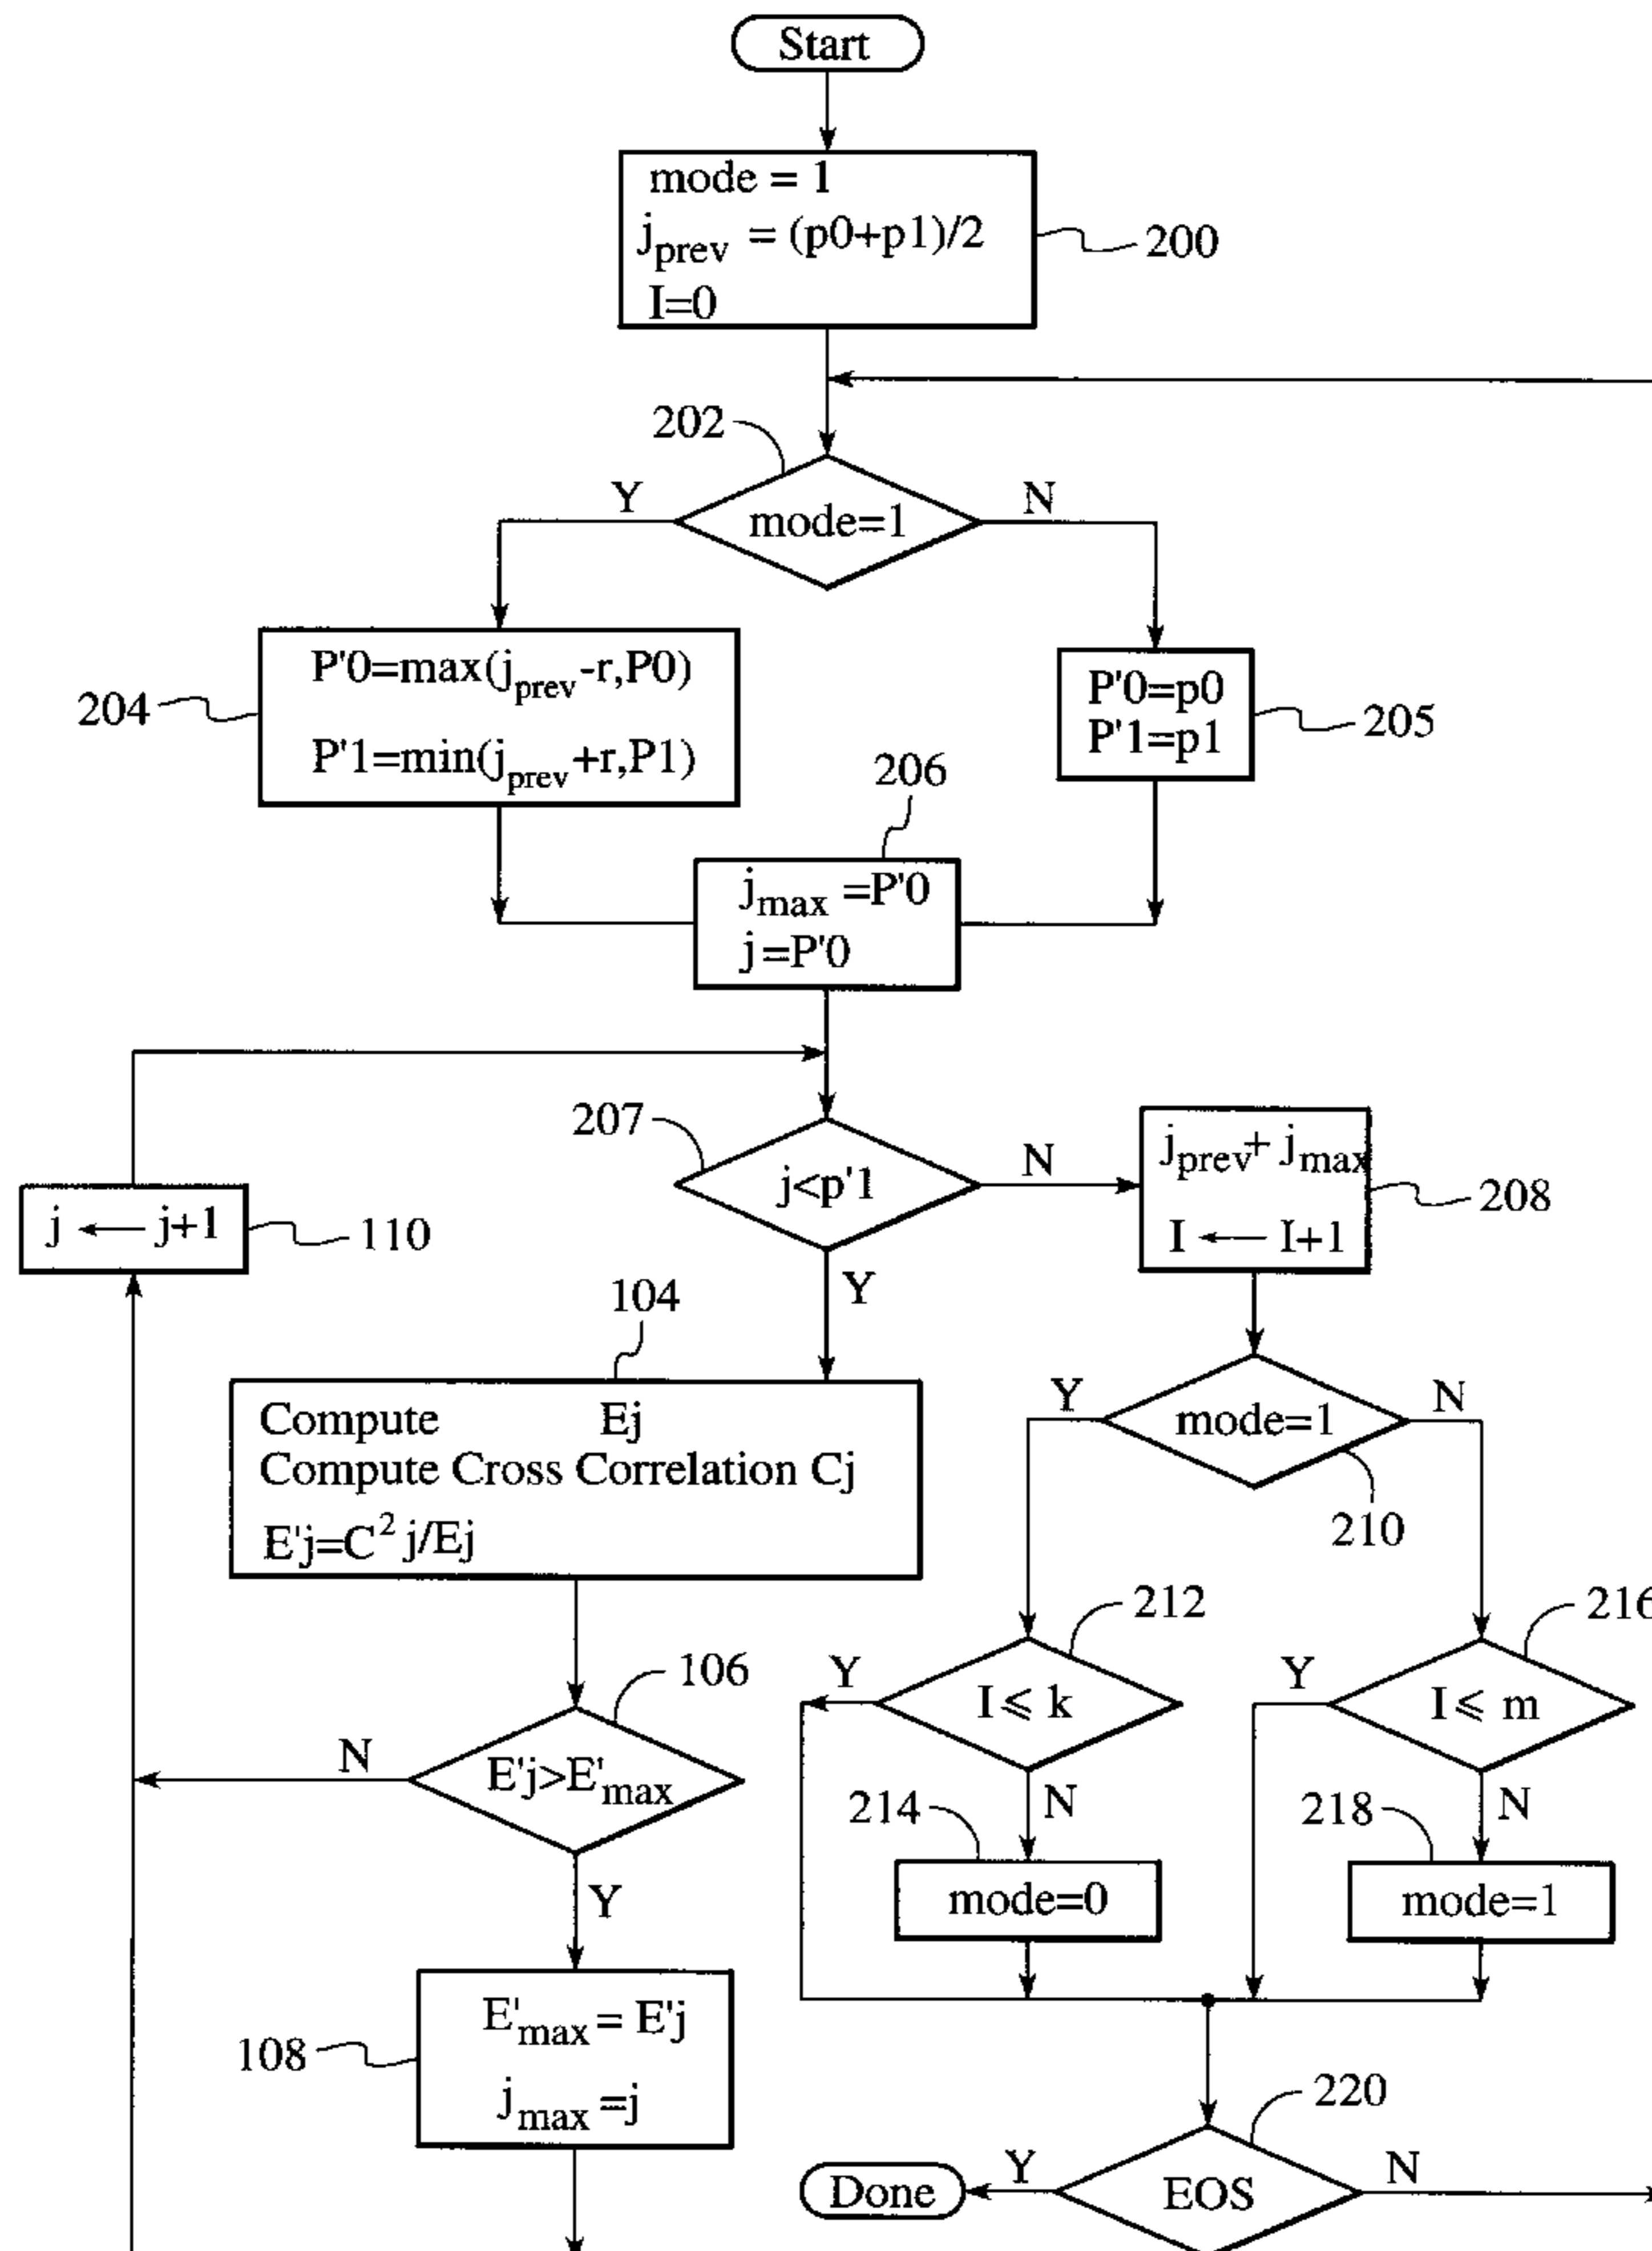 Start
mode = 1
jprev = (p0+p1)/2
I=0
200
202
Y
N
mode=1
P'0=max(jprev-r,P0)
P'1=min(jprev+r,P1)
204
P'0=p0
P'1=p1
205
206
jmax =P'0
j=P'0
207
j<p'1
N
Y
jprev+ jmax
I ← I+1
208
j ← j+1
110
104
Compute Ej
Compute Cross Correlation Cj
E'j=C² j/Ej
Y
mode=1
N
210
212
Y
I ⩽ k
N
216
Y
I ⩽ m
N
106
N
E'j>E'max
Y
214
mode=0
218
mode=1
108
E'max = E'j
jmax =j
220
Done
Y
EOS
N